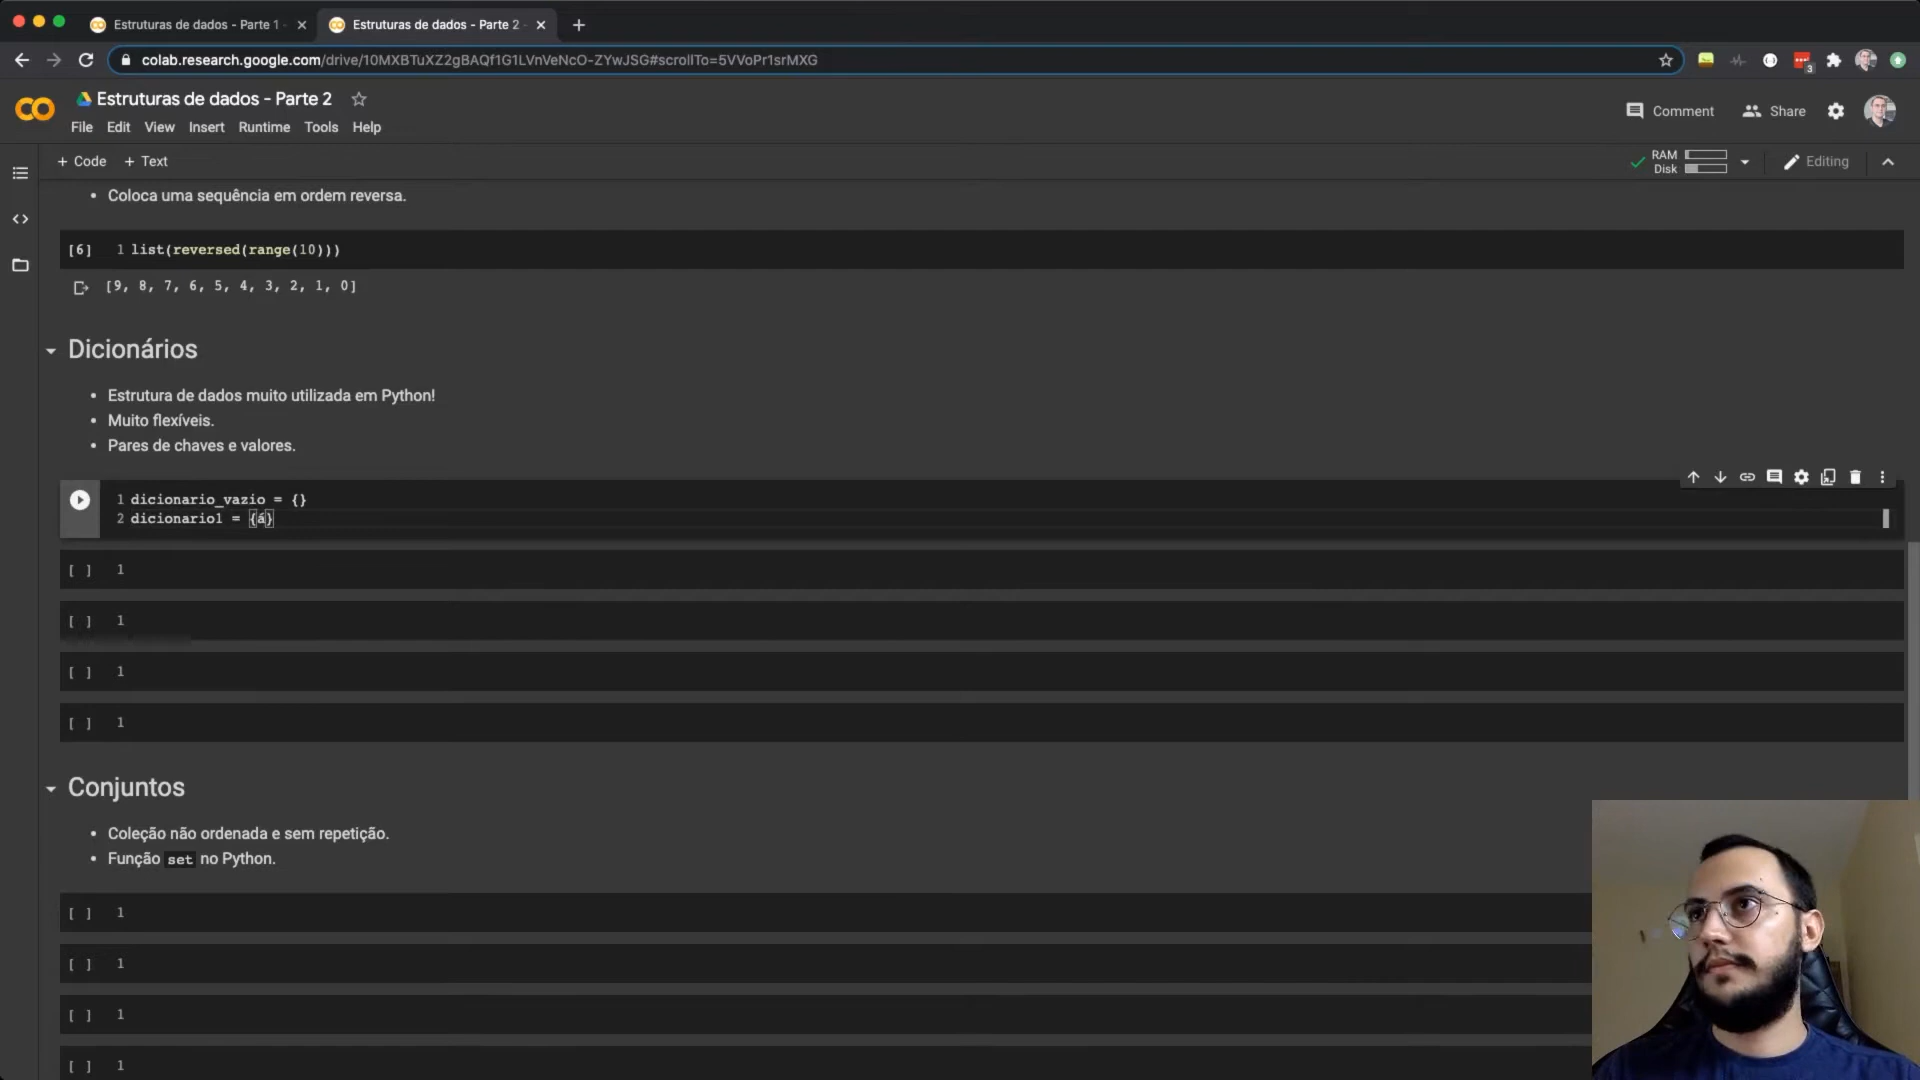 Estruturas de dados - Parte 1 -
Estruturas de dados - Parte 2 -
colab.research.google.com/drive/10MXBTuXZ2gBAQf1G1LVnVeNcO-ZYwJSG#scrollTo=5VVoPr1srMXG
3
Estruturas de dados - Parte 2
File Edit View Insert Runtime Tools Help
Comment Share
+ Code + Text
RAM
Disk
Editing
• Coloca uma sequência em ordem reversa.
[6] 1 list(reversed(range(10)))
[9, 8, 7, 6, 5, 4, 3, 2, 1, 0]
Dicionários
• Estrutura de dados muito utilizada em Python!
• Muito flexíveis.
• Pares de chaves e valores.
1 dicionario_vazio = {}
2 dicionario1 = {á}
[ ] 1
[ ] 1
[ ] 1
[ ] 1
Conjuntos
• Coleção não ordenada e sem repetição.
• Função set no Python.
[ ] 1
[ ] 1
[ ] 1
[ ] 1